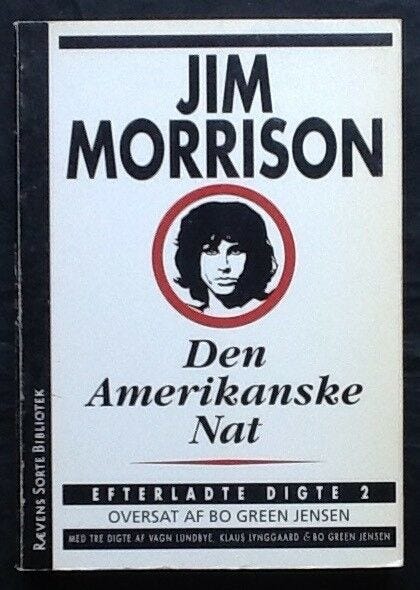 JIM
MORRISON
Den
Amerikanske
Nat
EFTERLADTE DIGTE 2
OVERSAT AF BO GREEN JENSEN
MED TRE DIGTE AF VAGN LUNDBYE, KLAUS LYNGGAARD & BO GREEN JENSEN
RÆVENS SORTE BIBLIOTEK